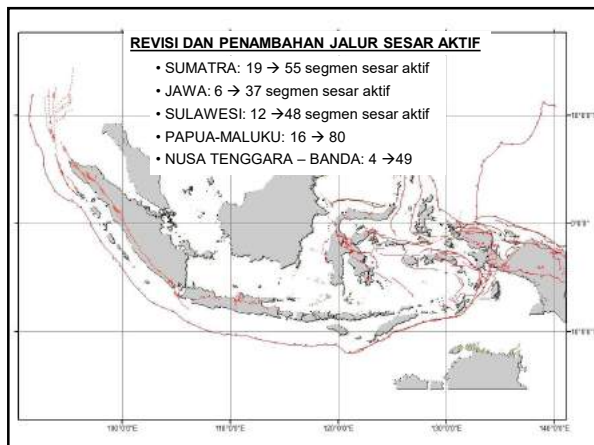 REVISI DAN PENAMBAHAN JALUR SESAR AKTIF
• SUMATRA: 19 → 55 segmen sesar aktif
• JAWA: 6 → 37 segmen sesar aktif
• SULAWESI: 12 →48 segmen sesar aktif
• PAPUA-MALUKU: 16 → 80
• NUSA TENGGARA – BANDA: 4 →49